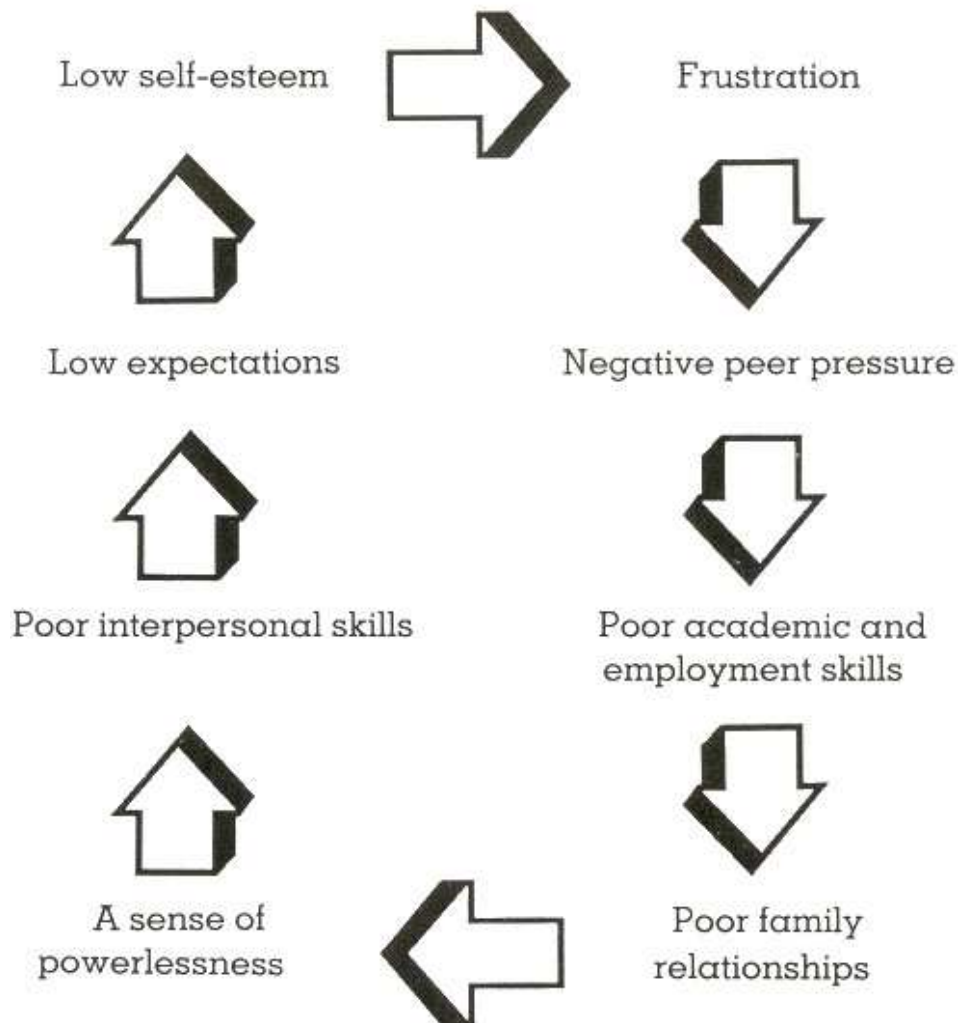 Low self-esteem
Frustration
Low expectations
Negative peer pressure
Poor interpersonal skills
Poor academic and
employment skills
A sense of
powerlessness
Poor family
relationships